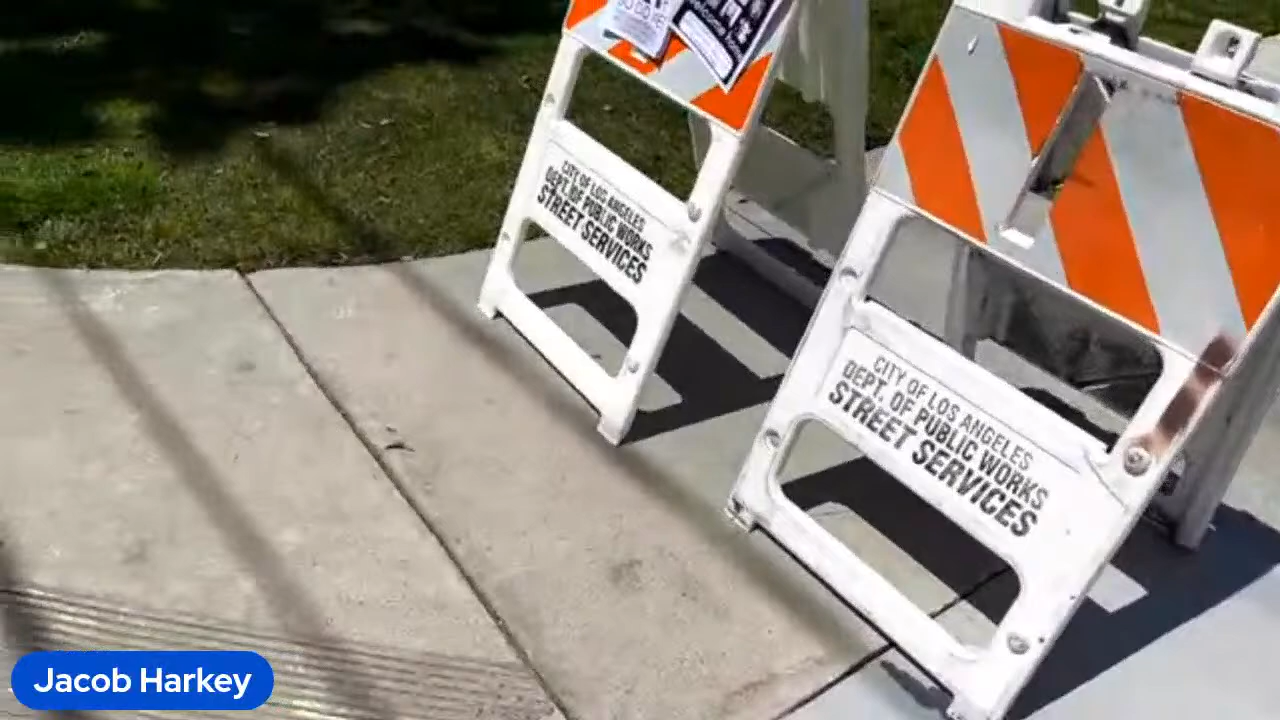 CITY OF LOS ANGELES
DEPT. OF PUBLIC WORKS
STREET SERVICES
CITY OF LOS ANGELES
DEPT. OF PUBLIC WORKS
STREET SERVICES
Jacob Harkey